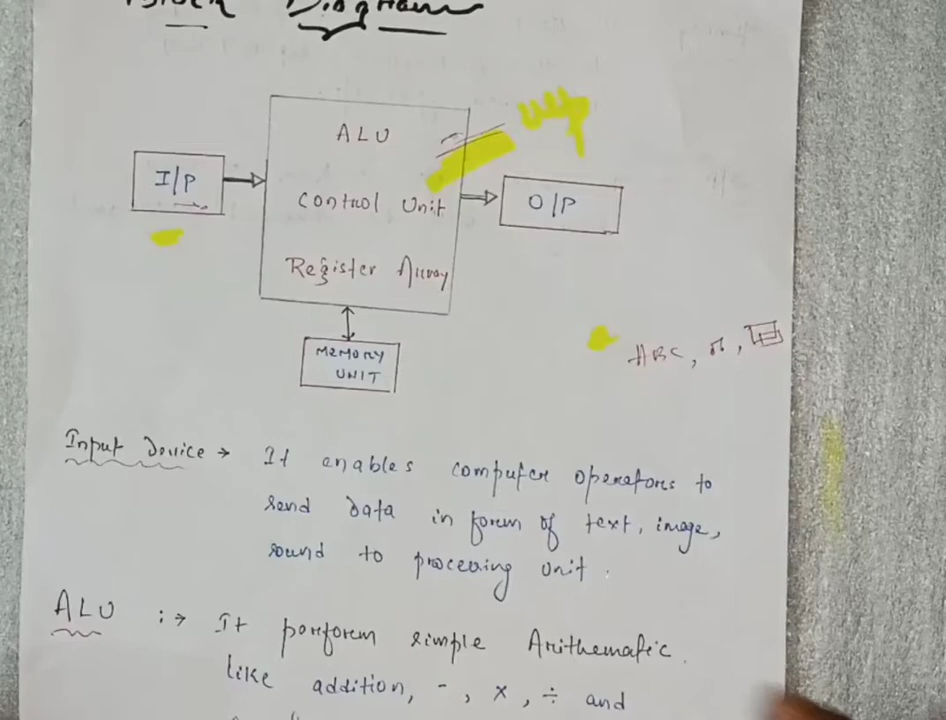 Block Diagram
ALU
I/P
Control Unit
O/P
Register Array
MEMORY
UNIT
ABC,
Input Device → It enables computer operators to
send data in form of text, image,
sound to processing unit.
ALU :→ It perform simple Arithematic
like addition, -, ×, ÷ and